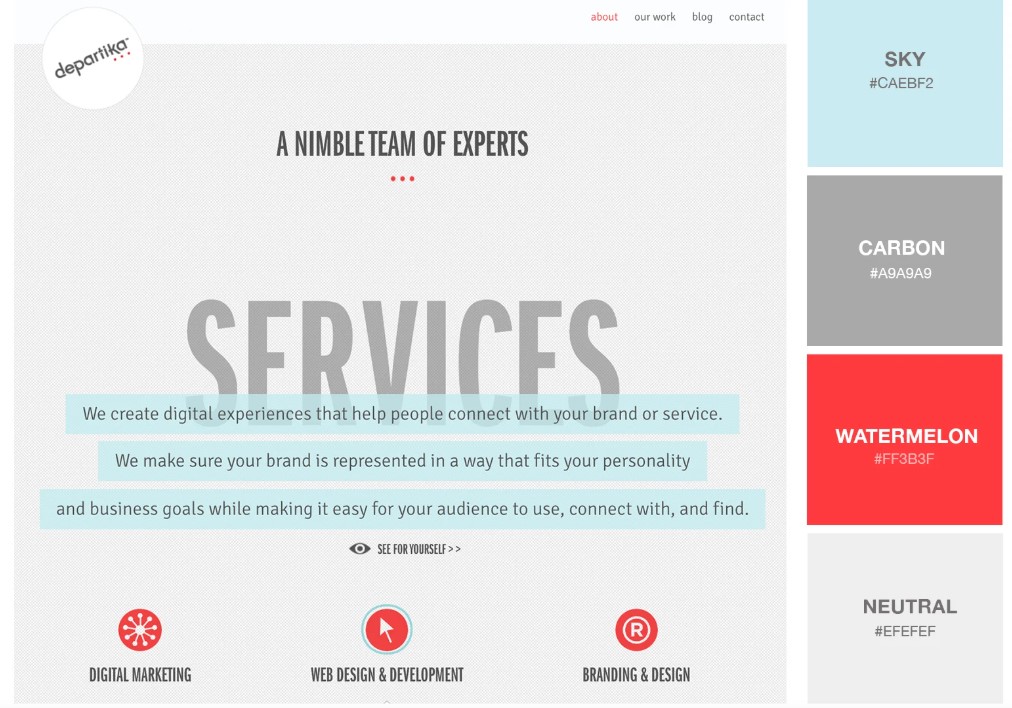 about our work blog contact
departika™
A NIMBLE TEAM OF EXPERTS
SERVICES
We create digital experiences that help people connect with your brand or service.
We make sure your brand is represented in a way that fits your personality
and business goals while making it easy for your audience to use, connect with, and find.
SEE FOR YOURSELF >>
R
DIGITAL MARKETING
WEB DESIGN & DEVELOPMENT
BRANDING & DESIGN
SKY
#CAEBF2
CARBON
#A9A9A9
WATERMELON
#FF3B3F
NEUTRAL
#EFEFEF